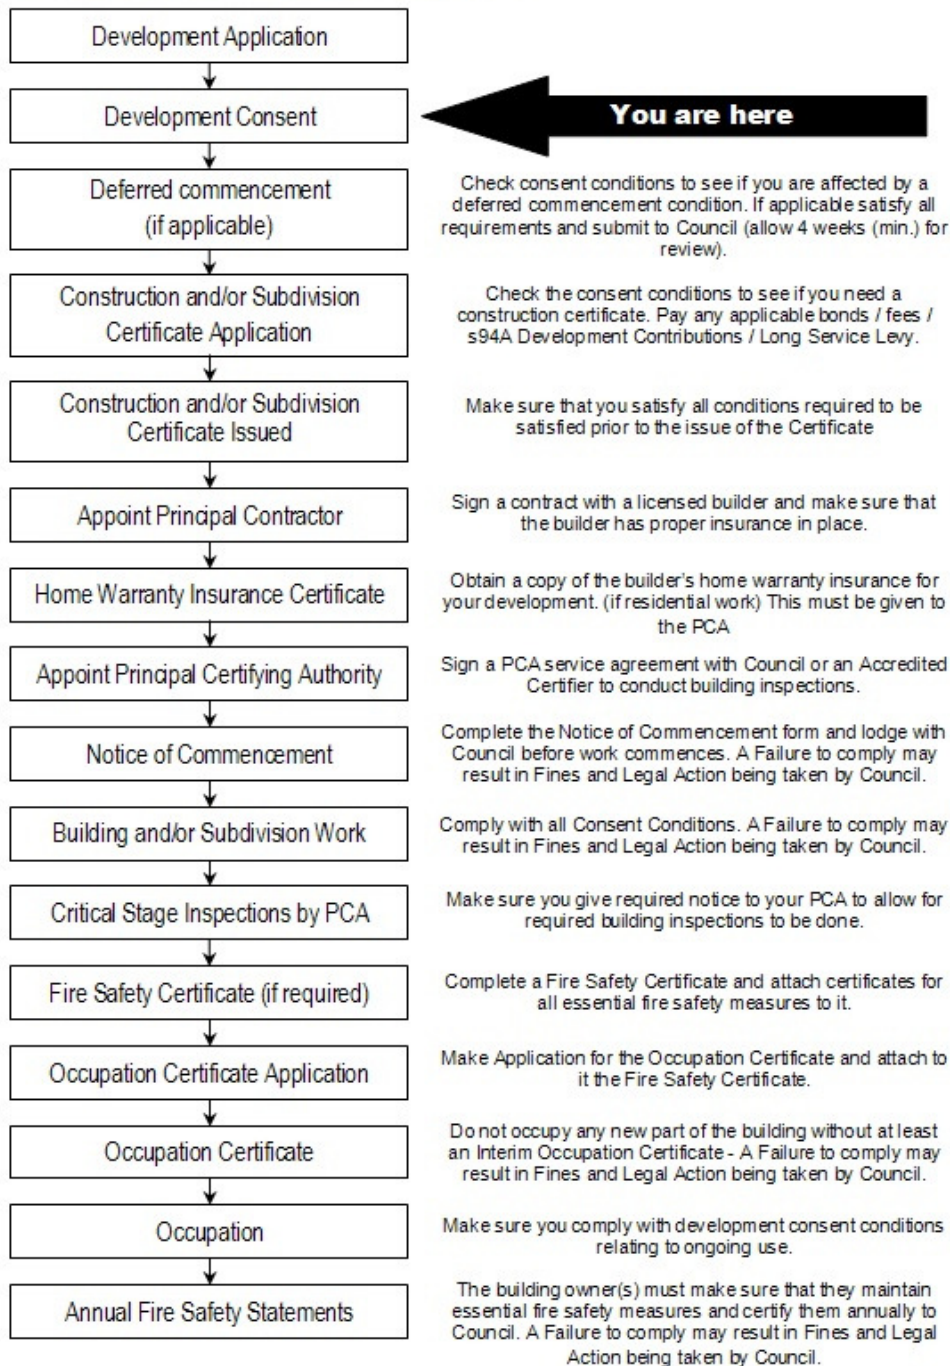 Development Application
Development Consent
You are here
Deferred commencement
(if applicable)
Check consent conditions to see if you are affected by a
deferred commencement condition. If applicable satisfy all
requirements and submit to Council (allow 4 weeks (min.) for
review).
Construction and/or Subdivision
Certificate Application
Check the consent conditions to see if you need a
construction certificate. Pay any applicable bonds / fees /
s94A Development Contributions / Long Service Levy.
Construction and/or Subdivision
Certificate Issued
Make sure that you satisfy all conditions required to be
satisfied prior to the issue of the Certificate
Appoint Principal Contractor
Sign a contract with a licensed builder and make sure that
the builder has proper insurance in place.
Home Warranty Insurance Certificate
Obtain a copy of the builder's home warranty insurance for
your development. (if residential work) This must be given to
the PCA
Appoint Principal Certifying Authority
Sign a PCA service agreement with Council or an Accredited
Certifier to conduct building inspections.
Notice of Commencement
Complete the Notice of Commencement form and lodge with
Council before work commences. A Failure to comply may
result in Fines and Legal Action being taken by Council.
Building and/or Subdivision Work
Comply with all Consent Conditions. A Failure to comply may
result in Fines and Legal Action being taken by Council.
Critical Stage Inspections by PCA
Make sure you give required notice to your PCA to allow for
required building inspections to be done.
Fire Safety Certificate (if required)
Complete a Fire Safety Certificate and attach certificates for
all essential fire safety measures to it.
Occupation Certificate Application
Make Application for the Occupation Certificate and attach to
it the Fire Safety Certificate.
Occupation Certificate
Do not occupy any new part of the building without at least
an Interim Occupation Certificate - A Failure to comply may
result in Fines and Legal Action being taken by Council.
Occupation
Make sure you comply with development consent conditions
relating to ongoing use.
Annual Fire Safety Statements
The building owner(s) must make sure that they maintain
essential fire safety measures and certify them annually to
Council. A Failure to comply may result in Fines and Legal
Action being taken by Council.